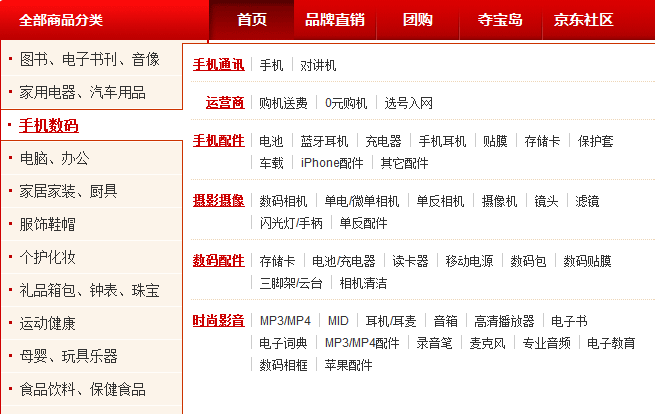 全部商品分类 首页 品牌直销 团购 夺宝岛 京东社区
图书、电子书刊、音像
家用电器、汽车用品
手机数码
电脑、办公
家居家装、厨具
服饰鞋帽
个护化妆
礼品箱包、钟表、珠宝
运动健康
母婴、玩具乐器
食品饮料、保健食品
手机通讯 手机 对讲机
运营商 购机送费 0元购机 选号入网
手机配件 电池 蓝牙耳机 充电器 手机耳机 贴膜 存储卡 保护套
车载 iPhone配件 其它配件
摄影摄像 数码相机 单电/微单相机 单反相机 摄像机 镜头 滤镜
闪光灯/手柄 单反配件
数码配件 存储卡 电池/充电器 读卡器 移动电源 数码包 数码贴膜
三脚架/云台 相机清洁
时尚影音 MP3/MP4 MID 耳机/耳麦 音箱 高清播放器 电子书
电子词典 MP3/MP4配件 录音笔 麦克风 专业音频 电子教育
数码相框 苹果配件